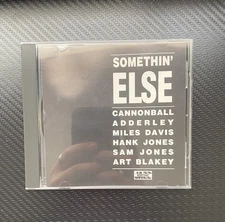 SOMETHIN'
ELSE
CANNONBALL
ADDERLEY
MILES DAVIS
HANK JONES
SAM JONES
ART BLAKEY